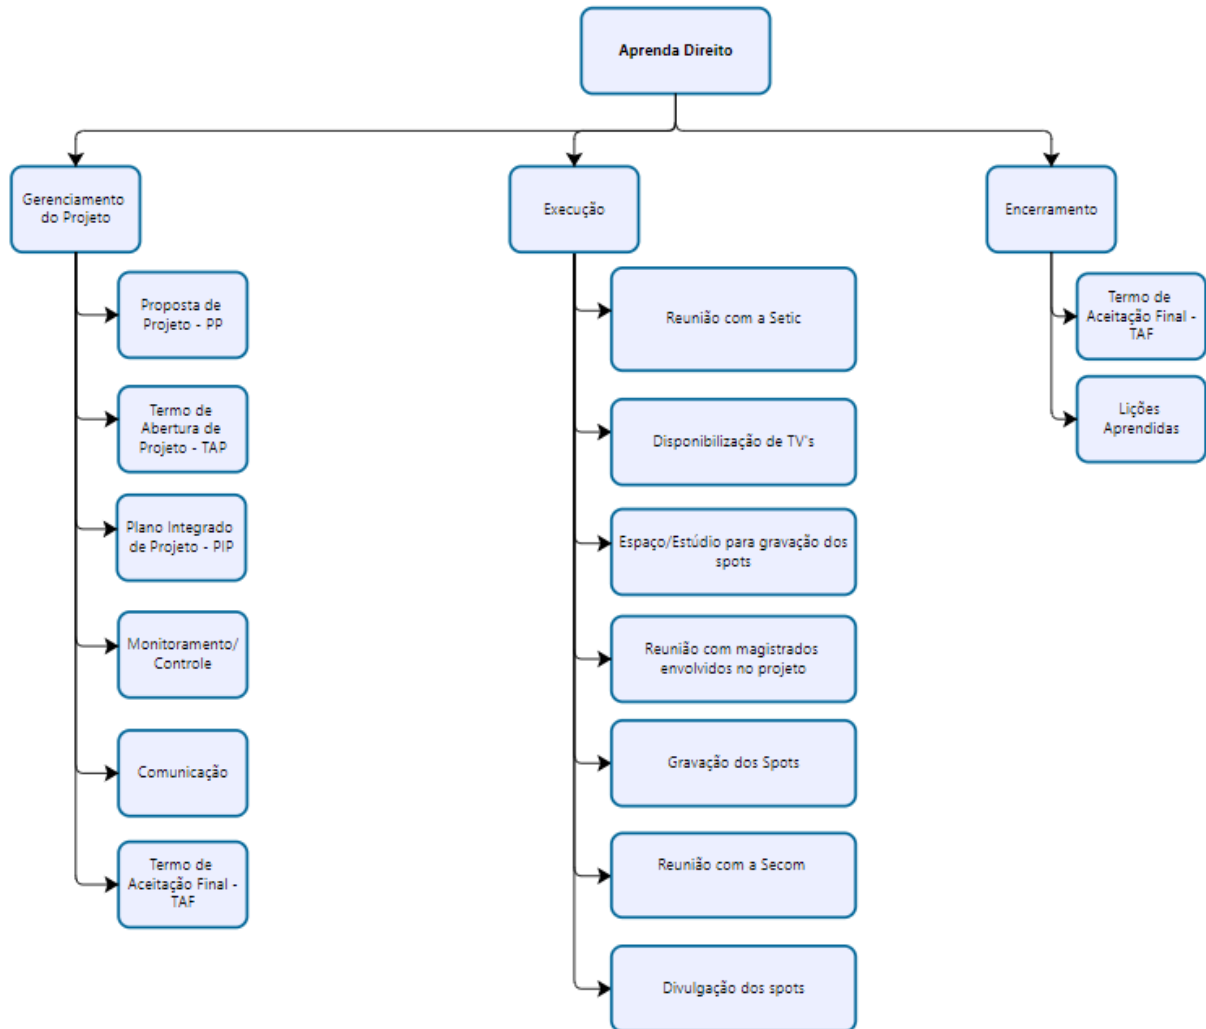 Aprenda Direito
Gerenciamento
do Projeto
Proposta de
Projeto - PP
Termo de
Abertura de
Projeto - TAP
Plano Integrado
de Projeto - PIP
Monitoramento/
Controle
Comunicação
Termo de
Aceitação Final -
TAF
Execução
Reunião com a Setic
Disponibilização de TV's
Espaço/Estúdio para gravação dos
spots
Reunião com magistrados
envolvidos no projeto
Gravação dos Spots
Reunião com a Secom
Divulgação dos spots
Encerramento
Termo de
Aceitação Final -
TAF
Lições
Aprendidas